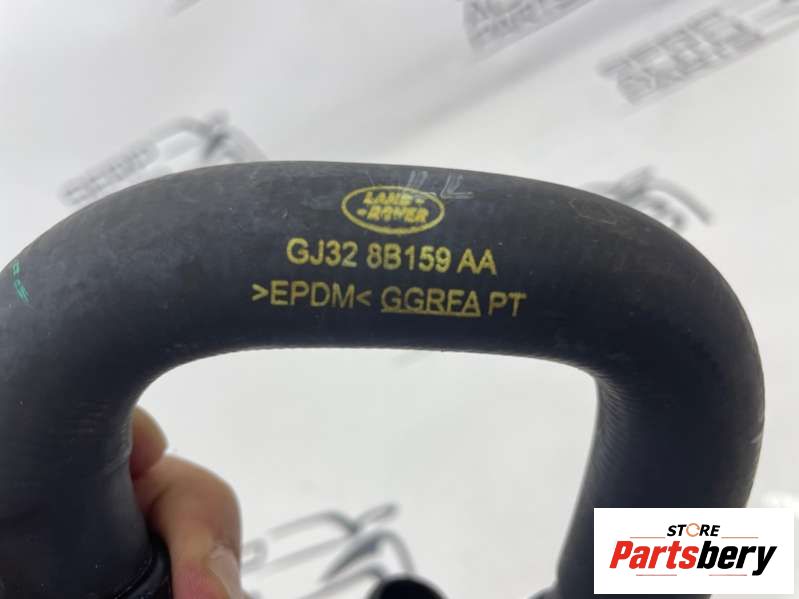 LAND-
-ROVER
GJ32 8B159 AA
>EPDM< GGRFA PT
STORE
Partsbery